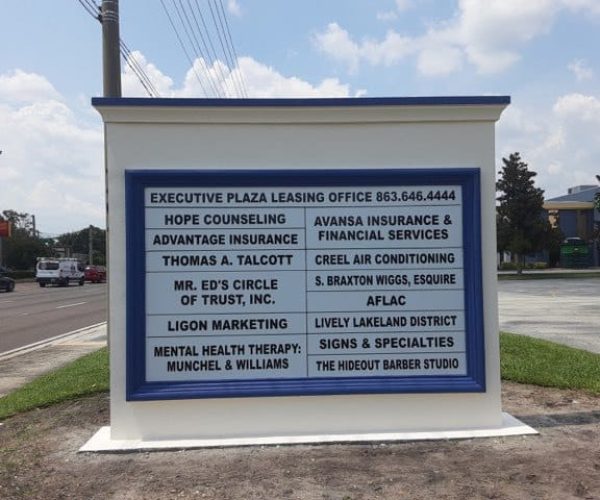 EXECUTIVE PLAZA LEASING OFFICE 863.646.4444
HOPE COUNSELING
ADVANTAGE INSURANCE
THOMAS A. TALCOTT
MR. ED'S CIRCLE
OF TRUST, INC.
LIGON MARKETING
MENTAL HEALTH THERAPY:
MUNCHEL & WILLIAMS
AVANSA INSURANCE &
FINANCIAL SERVICES
CREEL AIR CONDITIONING
S. BRAXTON WIGGS, ESQUIRE
AFLAC
LIVELY LAKELAND DISTRICT
SIGNS & SPECIALTIES
THE HIDEOUT BARBER STUDIO